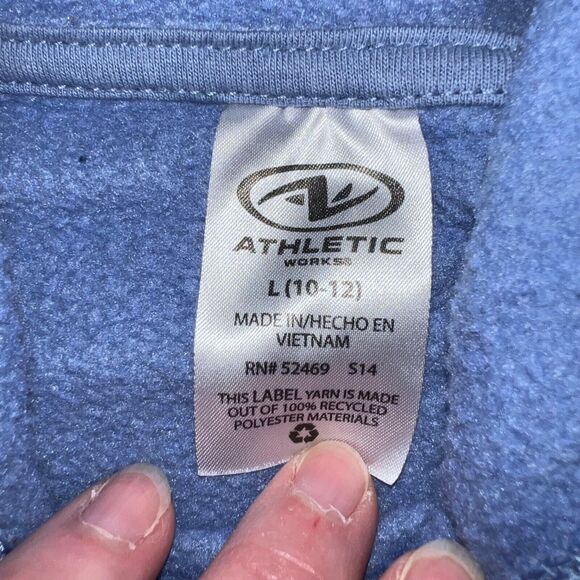 ATHLETIC
WORKS®
L (10-12)
MADE IN/HECHO EN
VIETNAM
RN# 52469 S14
THIS LABEL YARN IS MADE
OUT OF 100% RECYCLED
POLYESTER MATERIALS